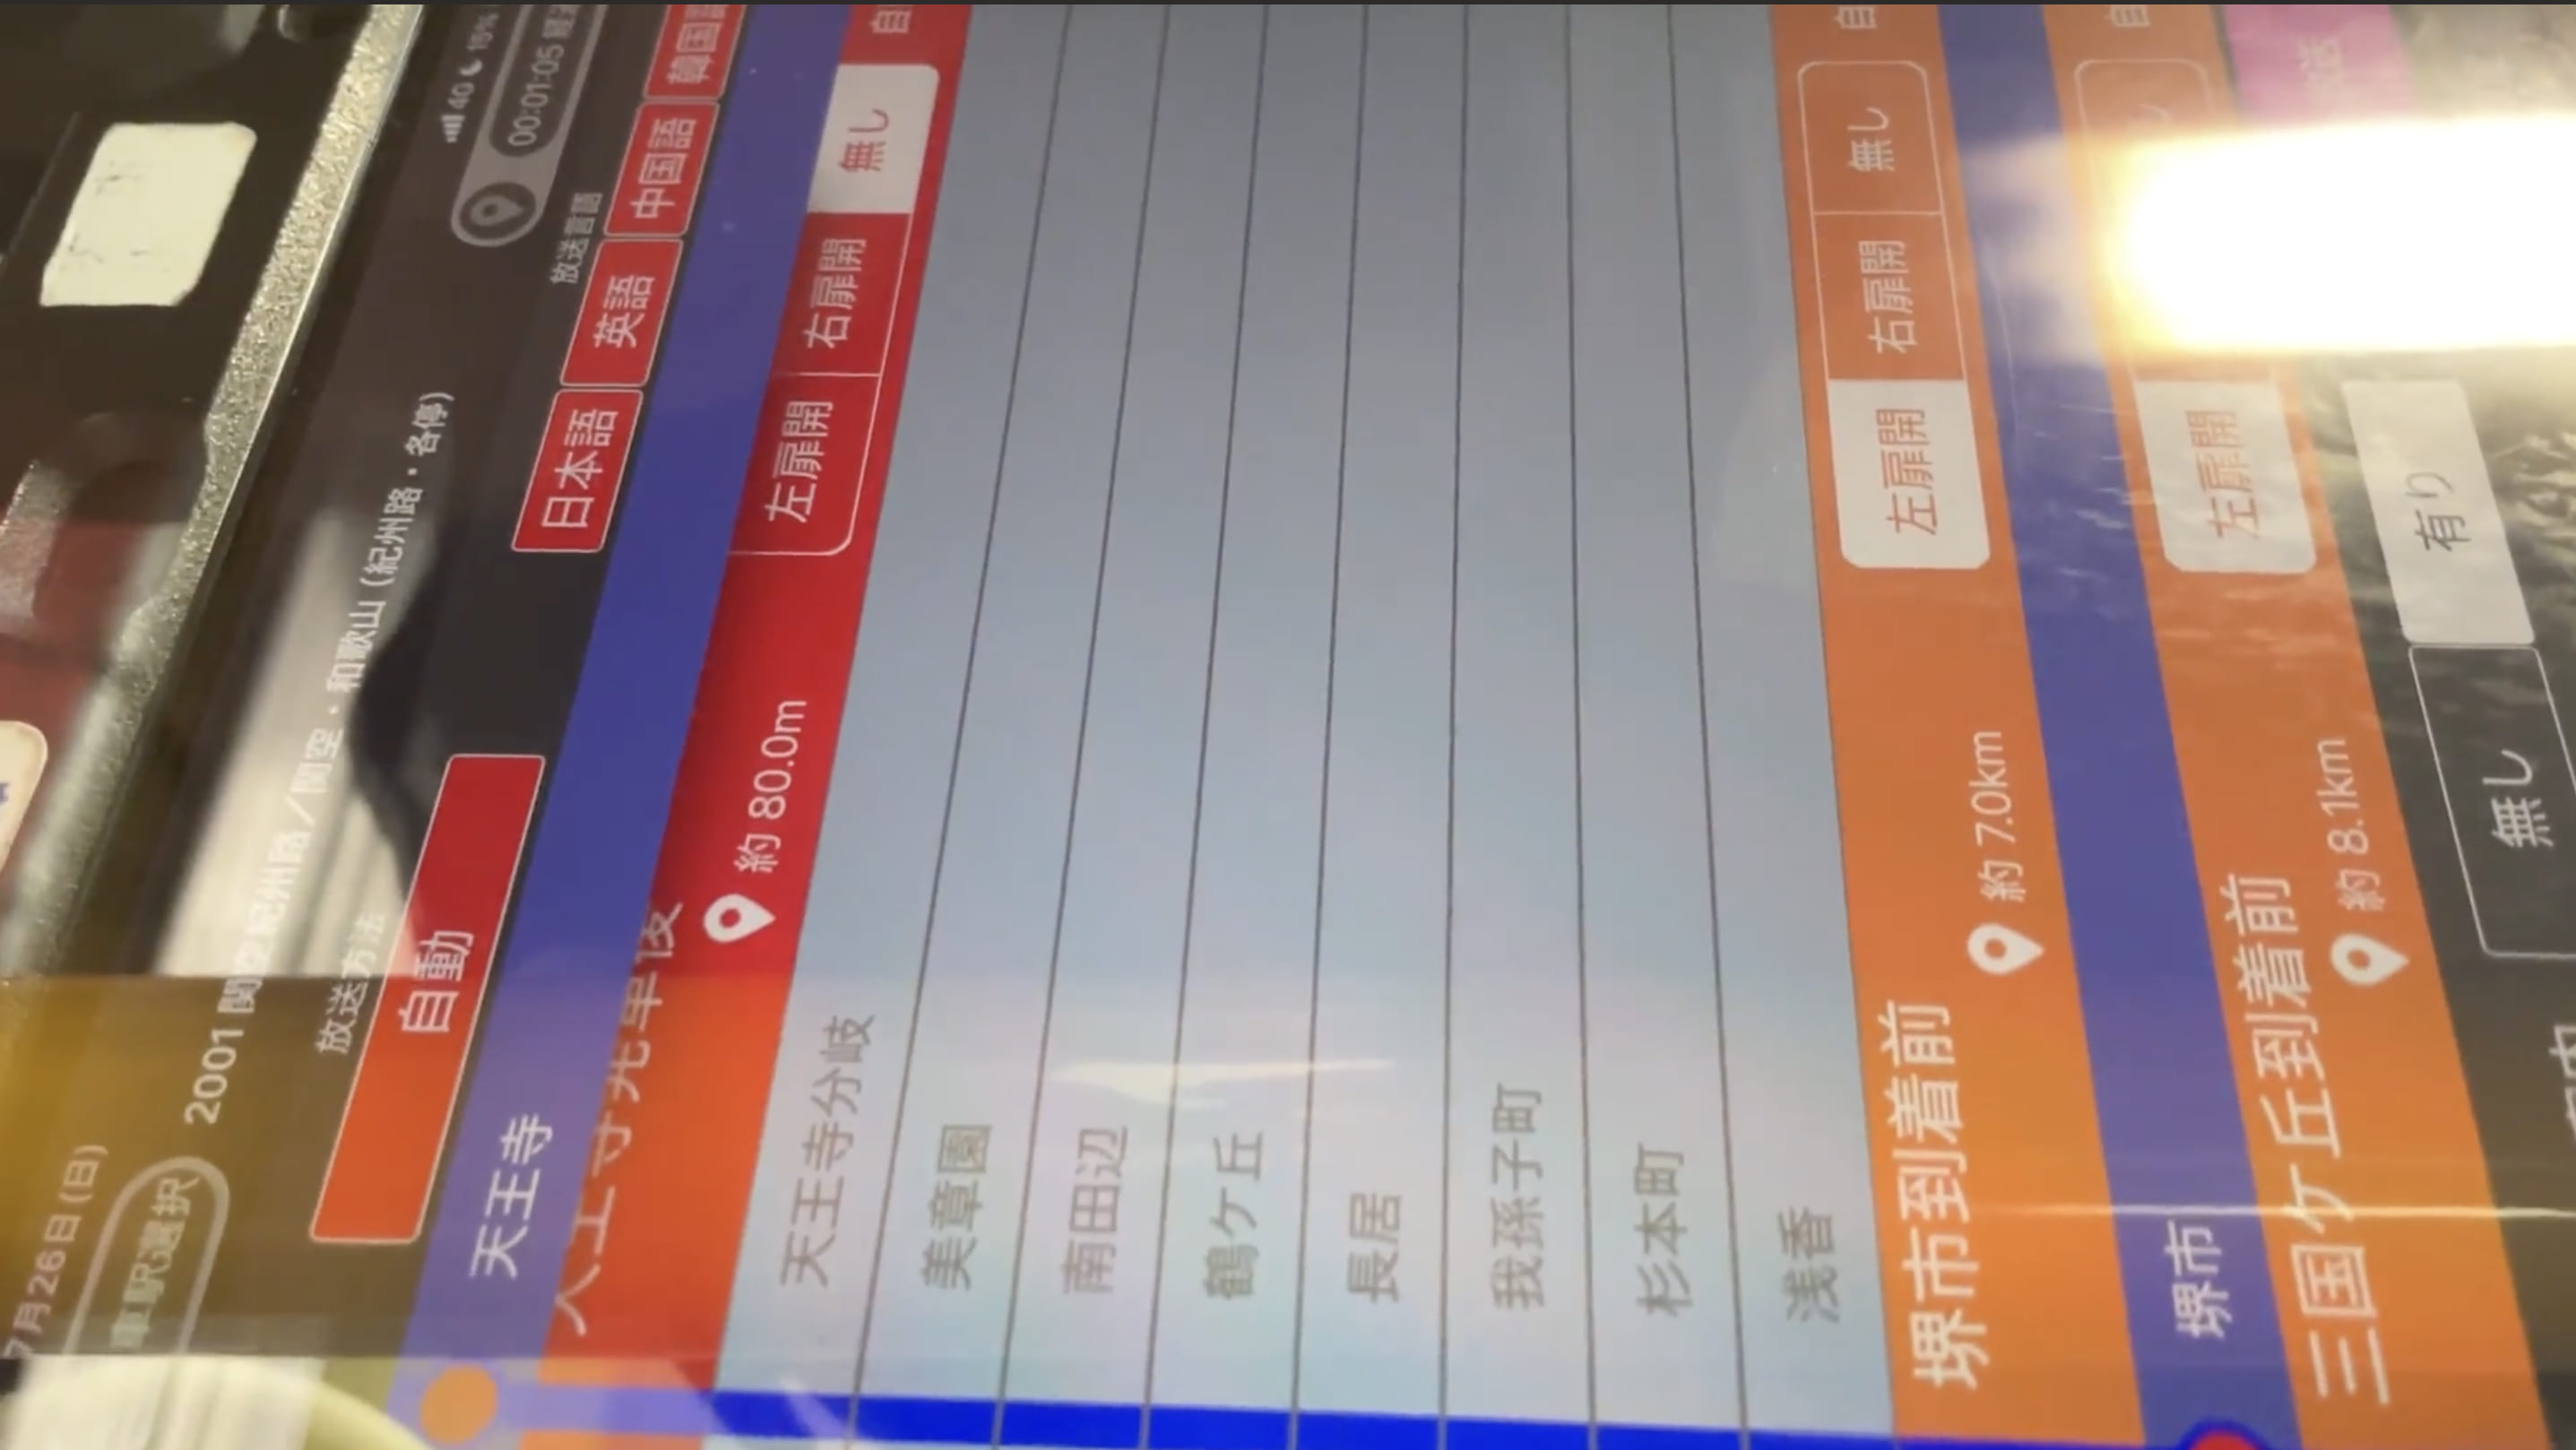 7月26日(日)
40 15%
車駅選択
2001 関空紀州路／関空・和歌山 (紀州路・各停)
00:01:05
放送方法
放送言語
自動
日本語
英語
中国語
天王寺
天王寺発車後
約 80.0m
左扉開
右扉開
無し
自
天王寺分岐
美章園
南田辺
鶴ケ丘
長居
我孫子町
杉本町
浅香
堺市到着前
約 7.0km
左扉開
右扉開
無し
自
堺市
三国ケ丘到着前
約 8.1km
左扉開
自
無し
有り